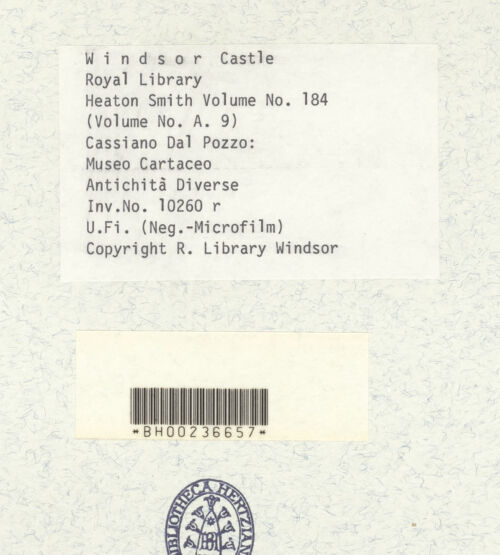 W i n d s o r Castle
Royal Library
Heaton Smith Volume No. 184
(Volume No. A. 9)
Cassiano Dal Pozzo:
Museo Cartaceo
Antichità Diverse
Inv.No. 10260 r
U.Fi. (Neg.-Microfilm)
Copyright R. Library Windsor
*BH00236657*
BIBLIOTHECA HERTZIANA